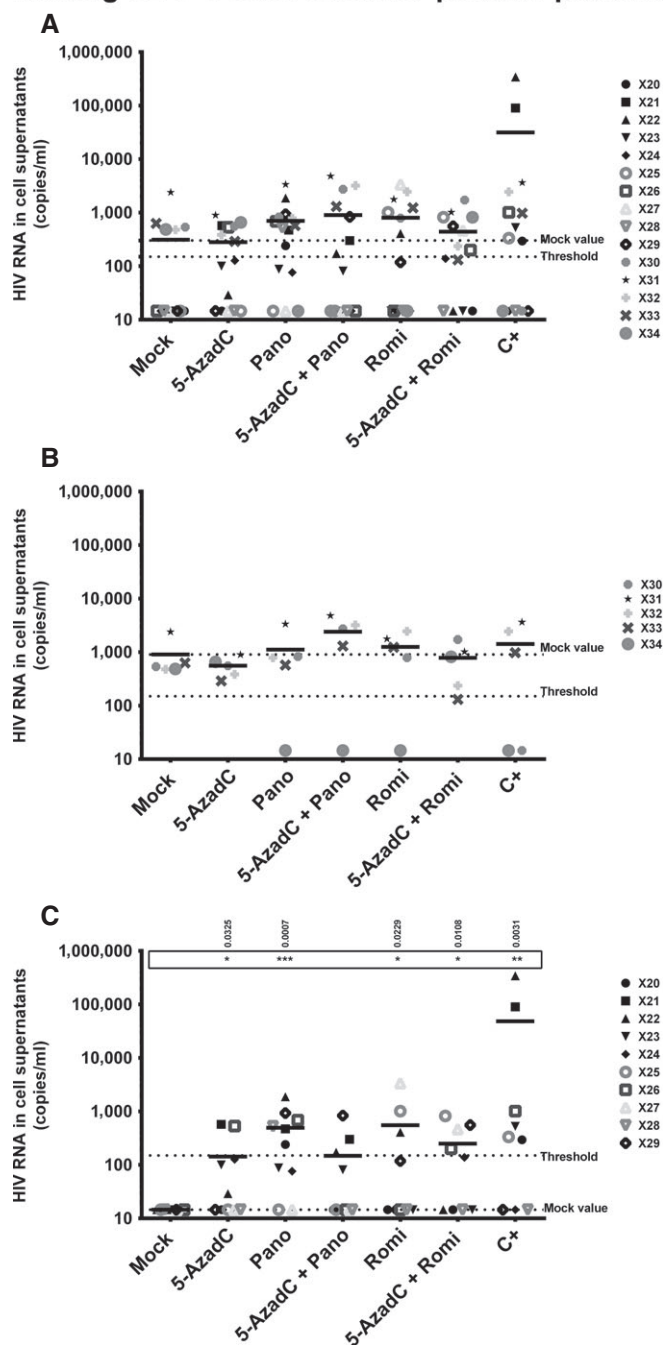 A
HIV RNA in cell supernatants
(copies/ml)
1,000,000
100,000
10,000
1,000
100
10
Mock value
Threshold
Mock
5-AzadC
Pano
5-AzadC + Pano
Romi
5-AzadC + Romi
C+
X20
X21
X22
X23
X24
X25
X26
X27
X28
X29
X30
X31
X32
X33
X34
B
HIV RNA in cell supernatants
(copies/ml)
1,000,000
100,000
10,000
1,000
100
10
Mock value
Threshold
Mock
5-AzadC
Pano
5-AzadC + Pano
Romi
5-AzadC + Romi
C+
X30
X31
X32
X33
X34
C
0.0325
0.0007
0.0229
0.0108
0.0031
* *** * * **
HIV RNA in cell supernatants
(copies/ml)
1,000,000
100,000
10,000
1,000
100
10
Threshold
Mock value
Mock
5-AzadC
Pano
5-AzadC + Pano
Romi
5-AzadC + Romi
C+
X20
X21
X22
X23
X24
X25
X26
X27
X28
X29